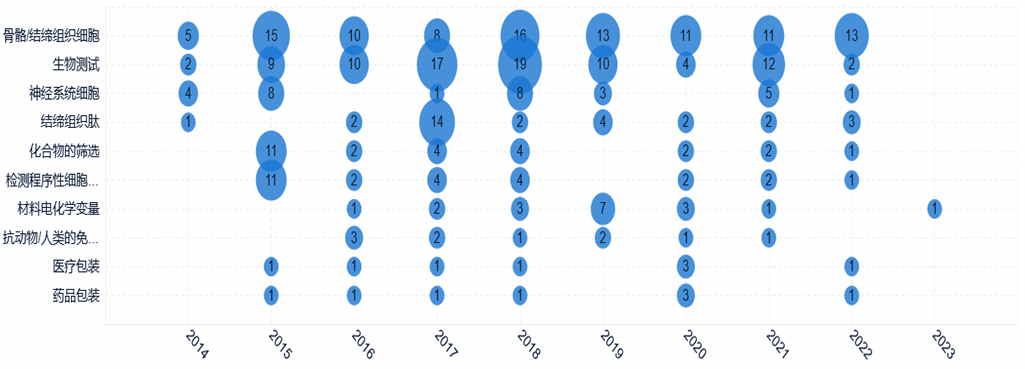 骨骼/结缔组织细胞 5 15 10 8 16 13 11 11 13
生物测试 2 9 10 17 19 10 4 12 2
神经系统细胞 4 8 1 8 3 5 1
结缔组织肽 1 2 14 2 4 2 2 3
化合物的筛选 11 2 4 4 2 2 1
检测程序性细胞... 11 2 4 4 2 2 1
材料电化学变量 1 2 3 7 3 1 1
抗动物/人类的免... 3 2 1 2 1 1
医疗包装 1 1 1 1 3 1
药品包装 1 1 1 1 3 1
2014 2015 2016 2017 2018 2019 2020 2021 2022 2023